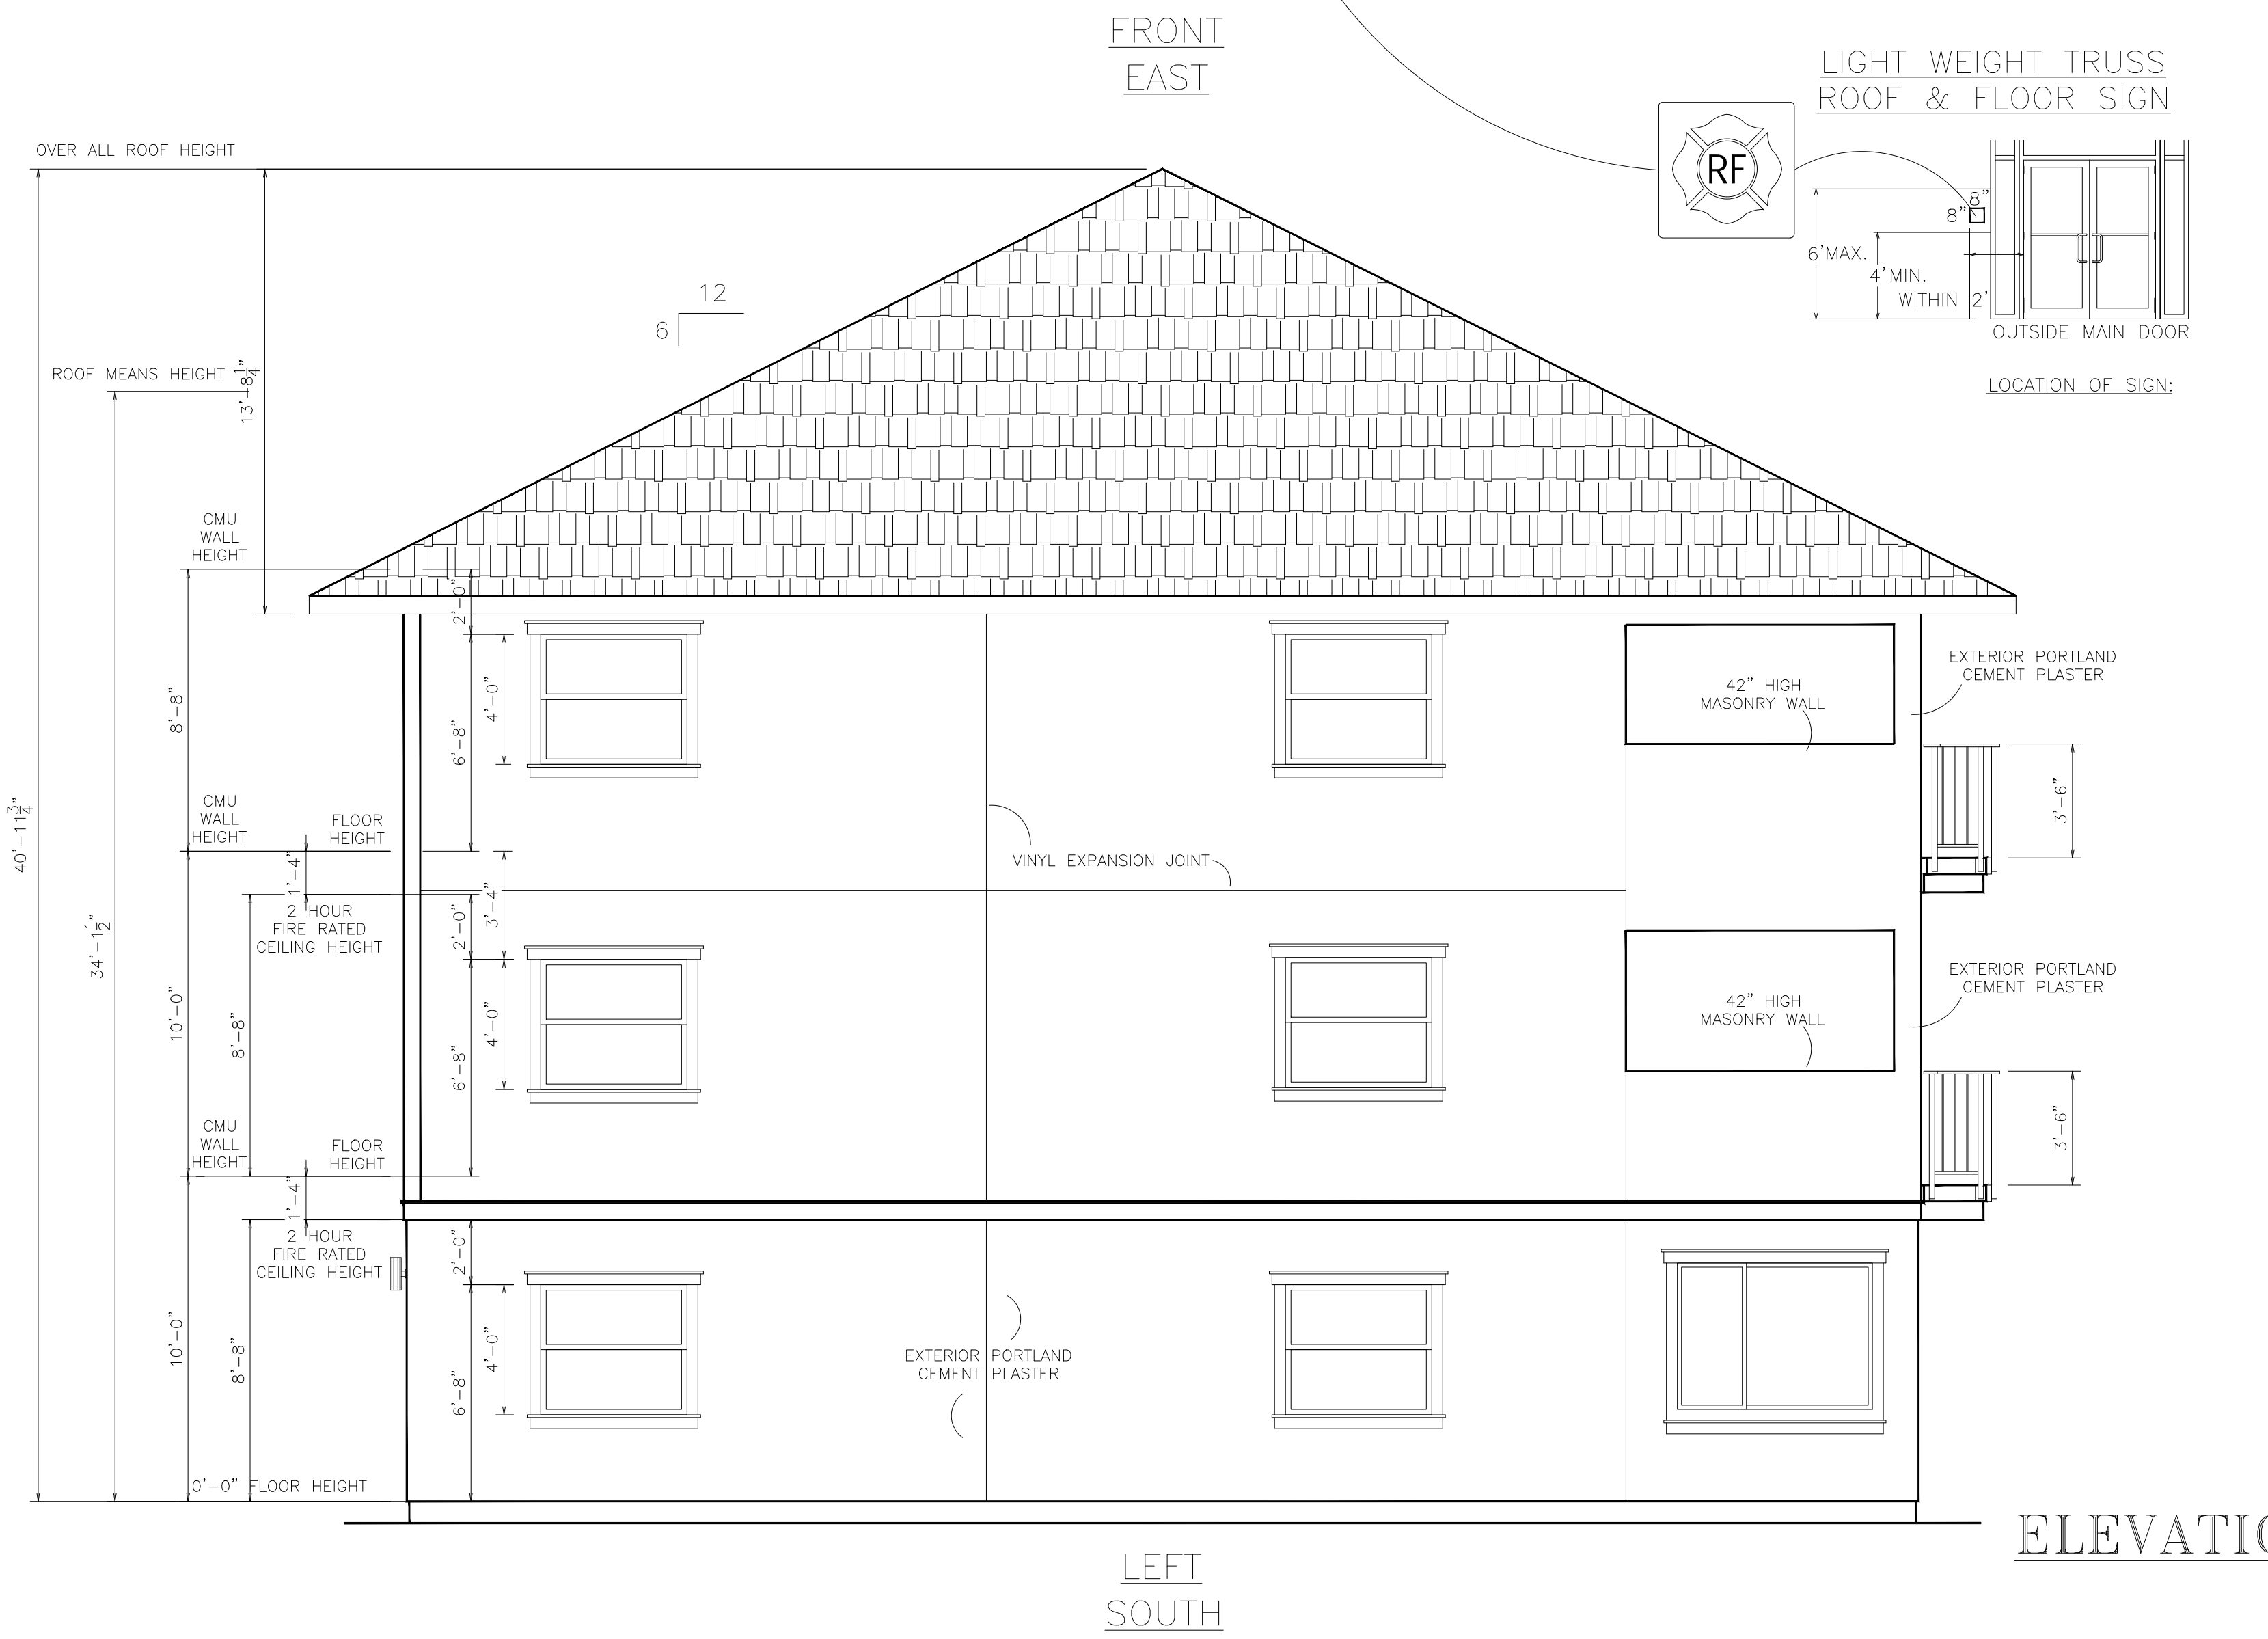 FRONT
EAST
LIGHT WEIGHT TRUSS
ROOF & FLOOR SIGN
RF
8"
8"
6'MAX.
4'MIN.
WITHIN 2'
OUTSIDE MAIN DOOR
LOCATION OF SIGN:
OVER ALL ROOF HEIGHT
12
6
ROOF MEANS HEIGHT
13'-8 1/4"
40'-11 3/4"
34'-1 1/2"
CMU
WALL
HEIGHT
8'-8"
2'-0"
6'-8"
4'-0"
42" HIGH
MASONRY WALL
EXTERIOR PORTLAND
CEMENT PLASTER
3'-6"
CMU
WALL
HEIGHT
FLOOR
HEIGHT
1'-4"
VINYL EXPANSION JOINT
2 HOUR
FIRE RATED
CEILING HEIGHT
10'-0"
8'-8"
2'-0"
3'-4"
6'-8"
4'-0"
42" HIGH
MASONRY WALL
EXTERIOR PORTLAND
CEMENT PLASTER
3'-6"
CMU
WALL
HEIGHT
FLOOR
HEIGHT
1'-4"
2 HOUR
FIRE RATED
CEILING HEIGHT
10'-0"
8'-8"
2'-0"
6'-8"
4'-0"
EXTERIOR PORTLAND
CEMENT PLASTER
0'-0" FLOOR HEIGHT
LEFT
SOUTH